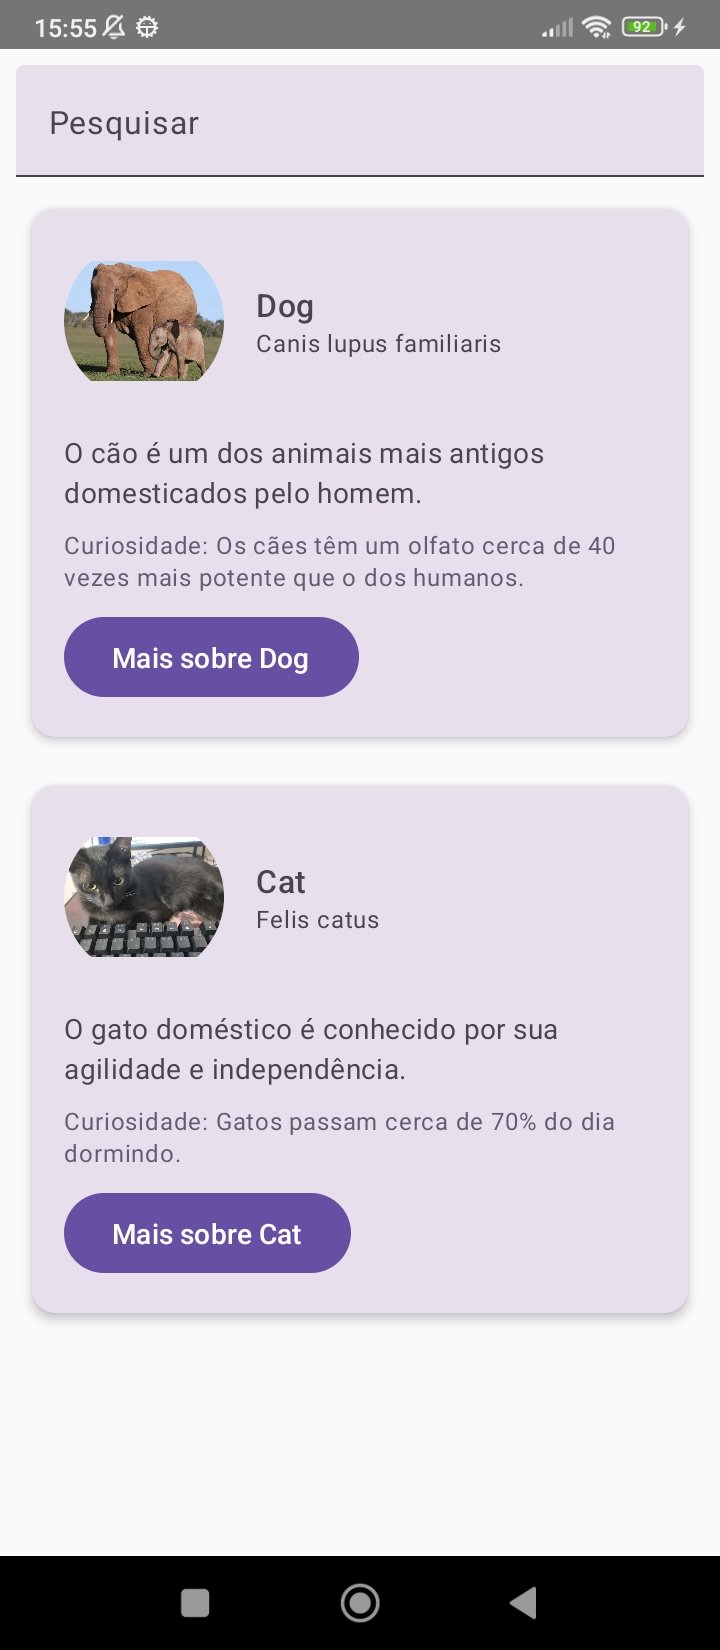 15:55
92
Pesquisar
Dog
Canis lupus familiaris
O cão é um dos animais mais antigos
domesticados pelo homem.
Curiosidade: Os cães têm um olfato cerca de 40
vezes mais potente que o dos humanos.
Mais sobre Dog
Cat
Felis catus
O gato doméstico é conhecido por sua
agilidade e independência.
Curiosidade: Gatos passam cerca de 70% do dia
dormindo.
Mais sobre Cat